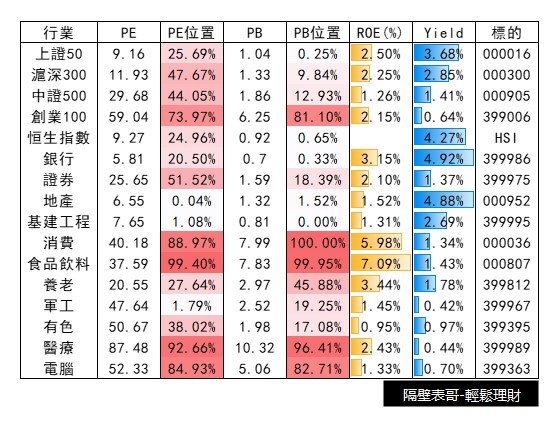 行業 PE PE位置 PB PB位置 ROE(%) Yield 標的
上證50 9.16 25.69% 1.04 0.25% 2.50% 3.68% 000016
滬深300 11.93 47.67% 1.33 9.84% 2.25% 2.85% 000300
中證500 29.68 44.05% 1.86 12.93% 1.26% 1.41% 000905
創業100 59.04 73.97% 6.25 81.10% 2.15% 0.64% 399006
恒生指數 9.27 24.96% 0.92 0.65% 4.27% HSI
銀行 5.81 20.50% 0.7 0.33% 3.15% 4.92% 399986
證劵 25.65 51.52% 1.59 18.39% 2.10% 1.37% 399975
地產 6.55 0.04% 1.32 1.52% 1.52% 4.88% 000952
基建工程 7.65 1.08% 0.81 0.00% 1.31% 2.69% 399995
消費 40.18 88.97% 7.99 100.00% 5.98% 1.34% 000036
食品飲料 37.59 99.40% 7.83 99.95% 7.09% 1.43% 000807
養老 20.55 27.64% 2.97 45.88% 3.44% 1.78% 399812
軍工 47.64 1.79% 2.52 19.25% 1.45% 0.42% 399967
有色 50.67 38.02% 1.98 17.08% 0.95% 0.97% 399395
醫療 87.48 92.66% 10.32 96.41% 2.43% 0.44% 399989
電腦 52.33 84.93% 5.06 82.71% 1.33% 0.70% 399363
隔壁表哥-輕鬆理財